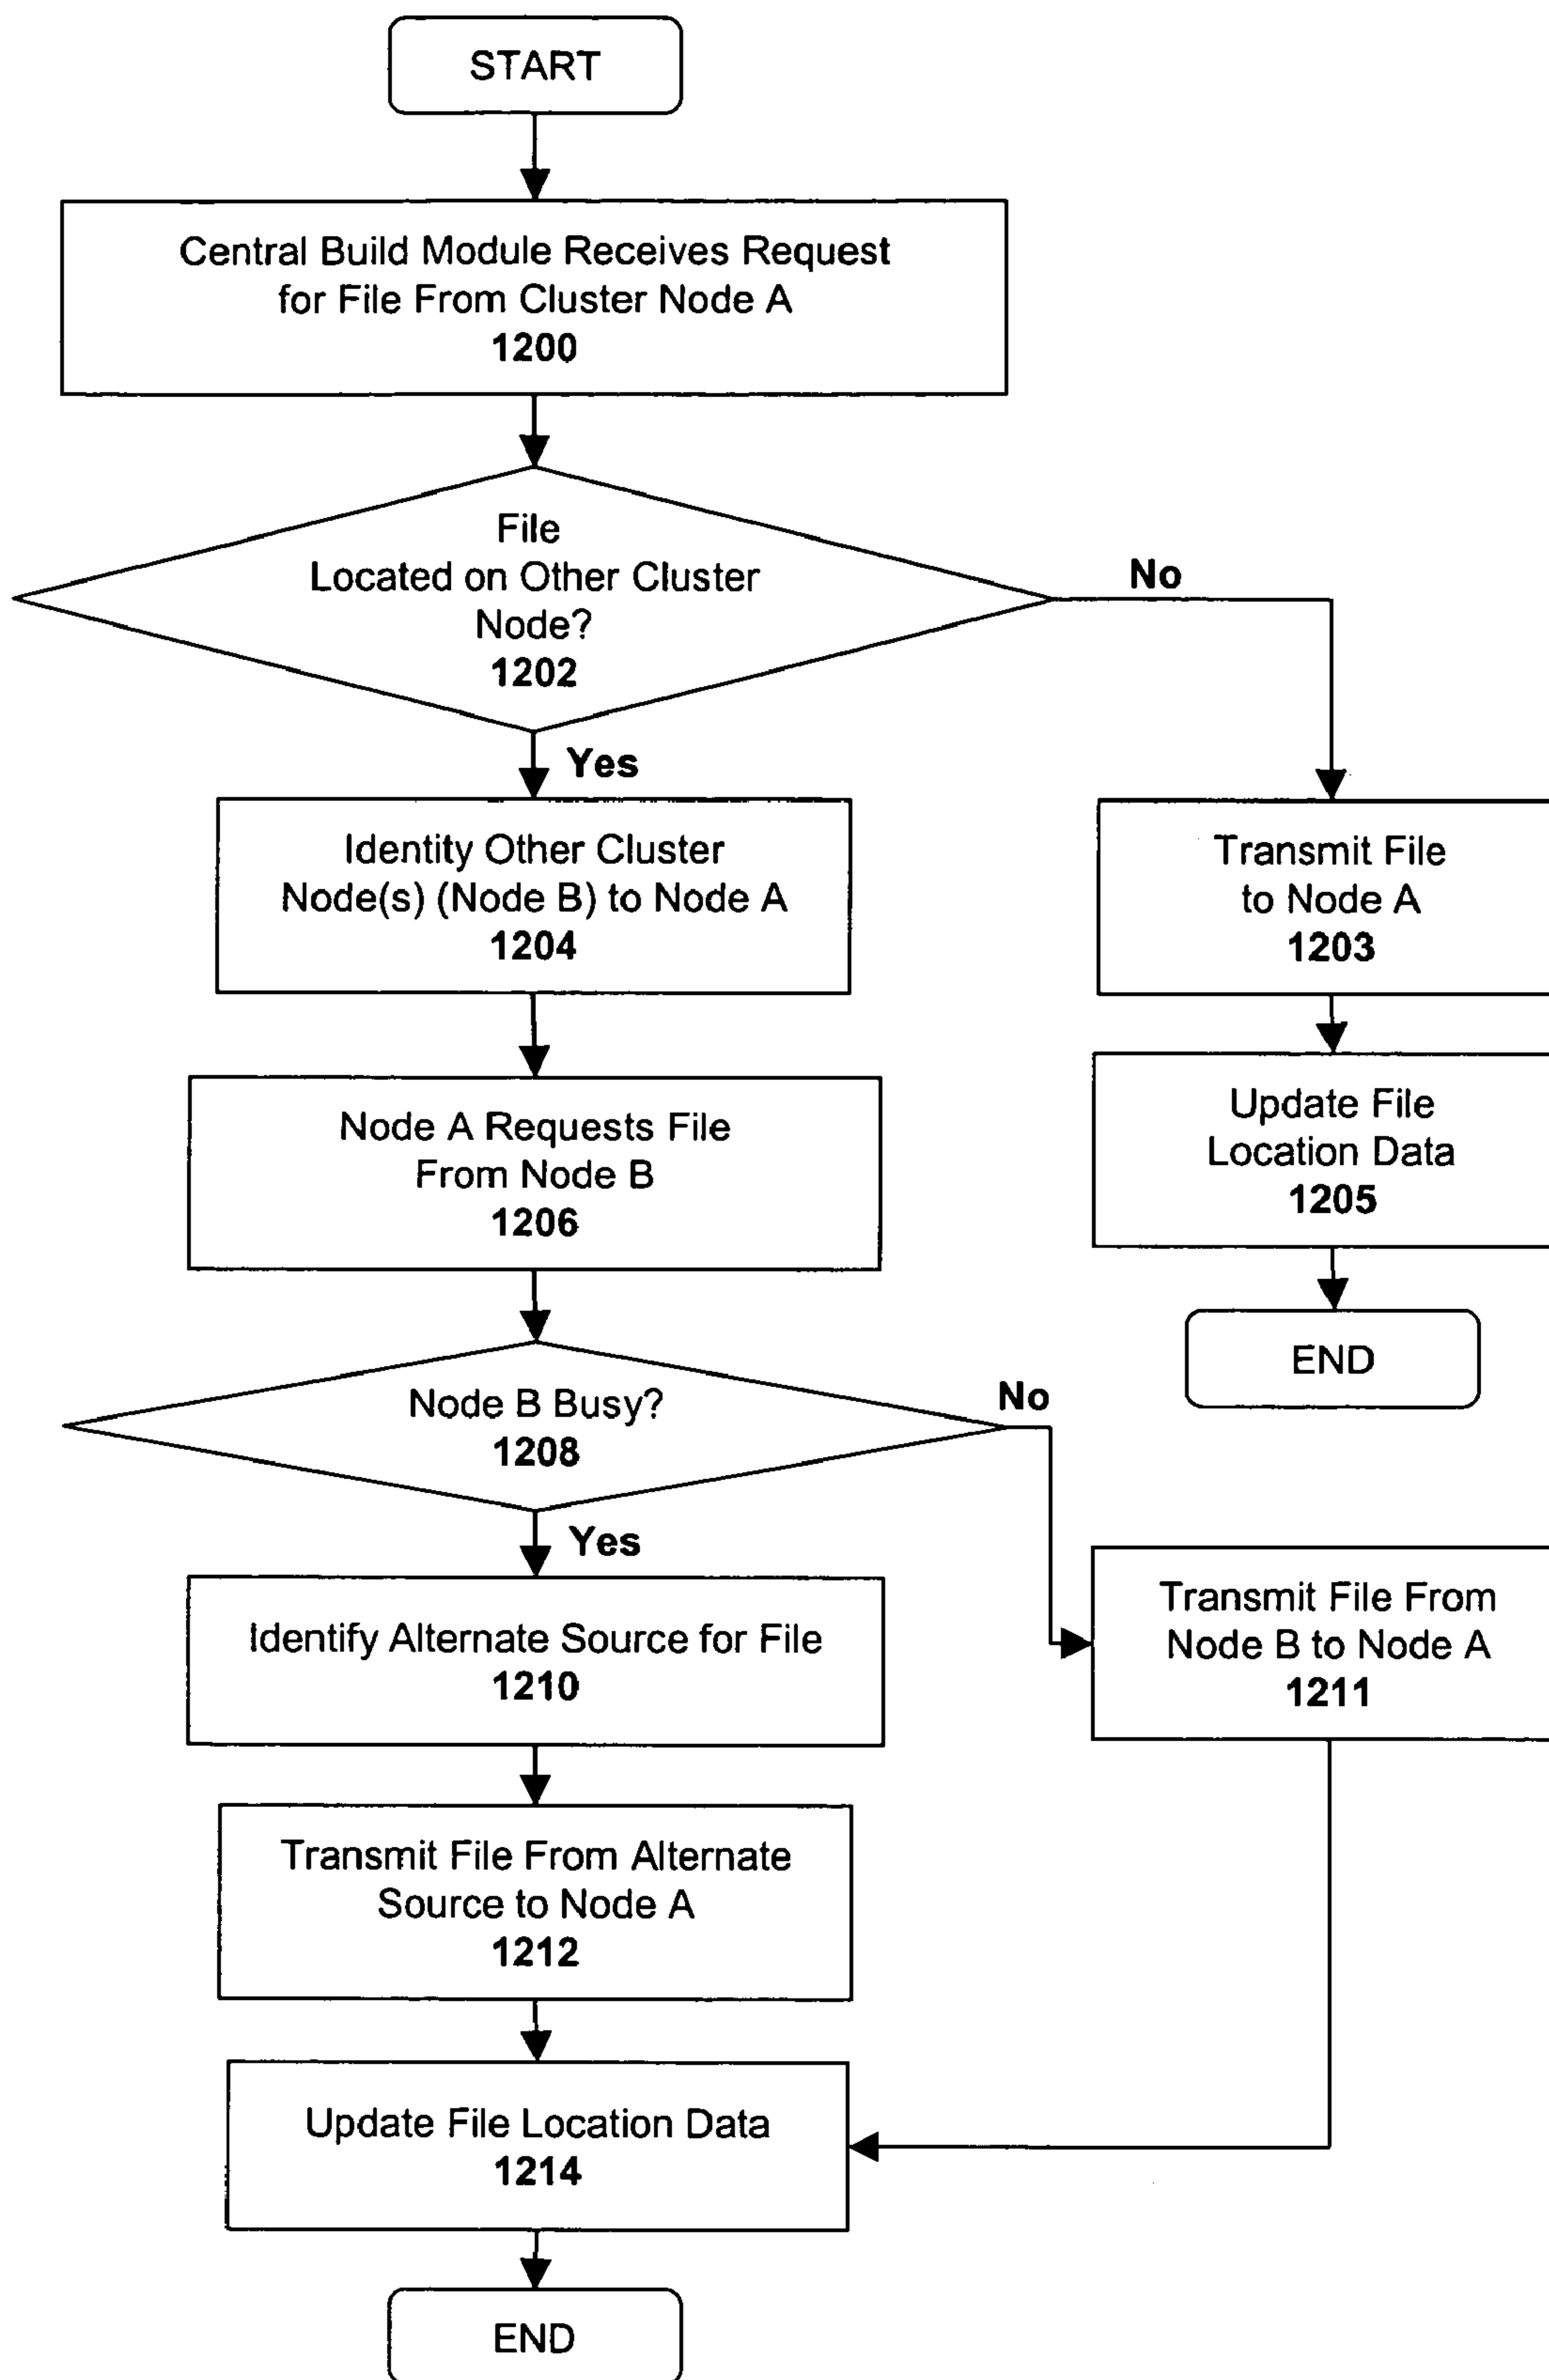 START
Central Build Module Receives Request
for File From Cluster Node A
1200
File
Located on Other Cluster
Node?
1202
No
Yes
Identity Other Cluster
Node(s) (Node B) to Node A
1204
Transmit File
to Node A
1203
Node A Requests File
From Node B
1206
Update File
Location Data
1205
END
Node B Busy?
1208
No
Yes
Identify Alternate Source for File
1210
Transmit File From
Node B to Node A
1211
Transmit File From Alternate
Source to Node A
1212
Update File Location Data
1214
END